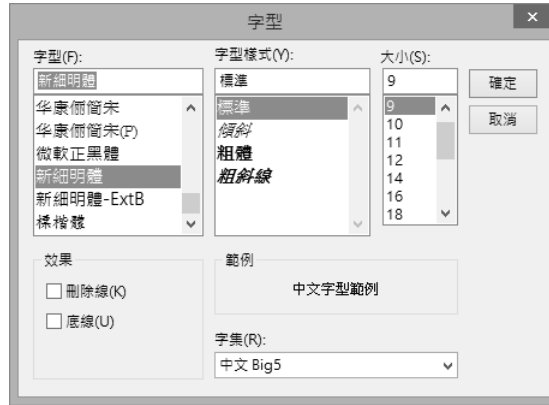 字型
字型(F):
新細明體
华康俪简宋
华康俪简宋(P)
微軟正黑體
新細明體
新細明體-ExtB
標楷體
字型樣式(Y):
標準
標準
傾斜
粗體
粗斜線
大小(S):
9
9
10
11
12
14
16
18
確定
取消
效果
刪除線(K)
底線(U)
範例
中文字型範例
字集(R):
中文 Big5